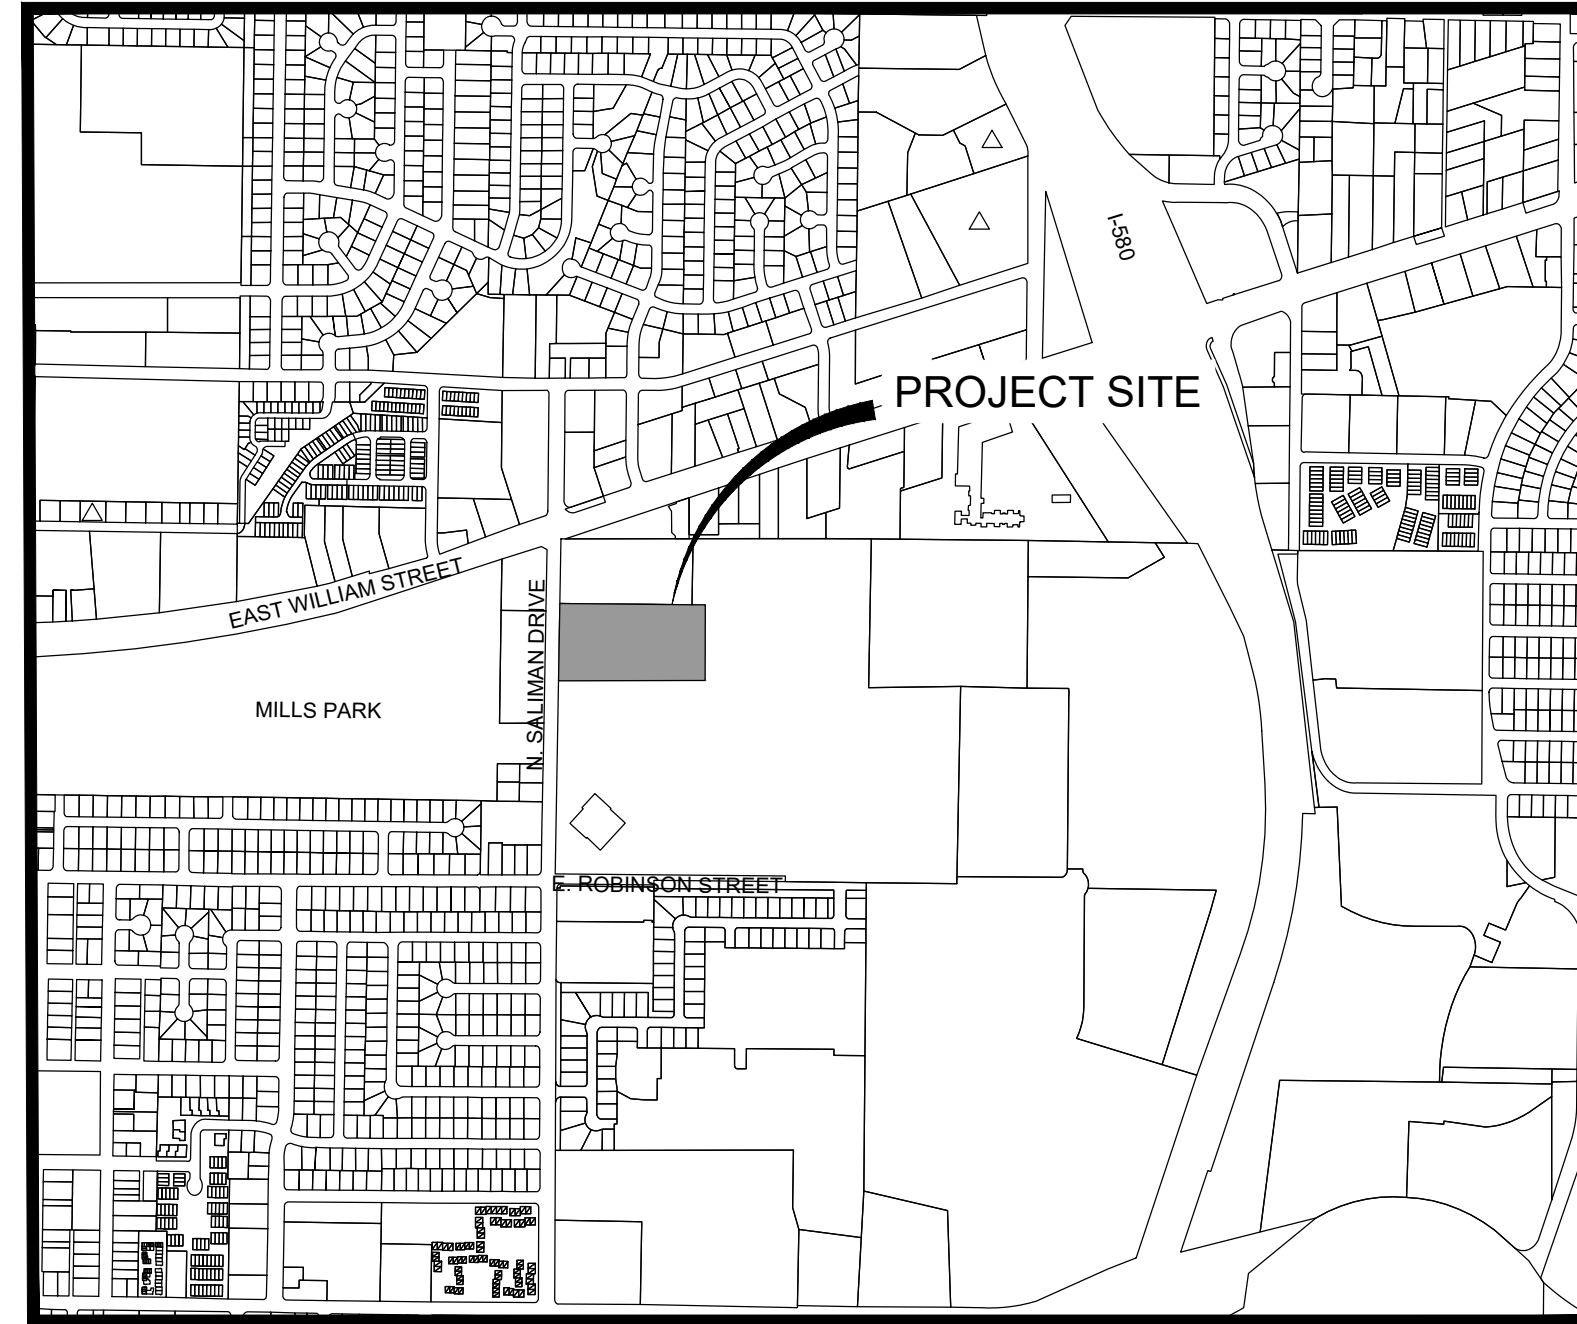 I-580
PROJECT SITE
EAST WILLIAM STREET
N. SALIMAN DRIVE
MILLS PARK
E. ROBINSON STREET